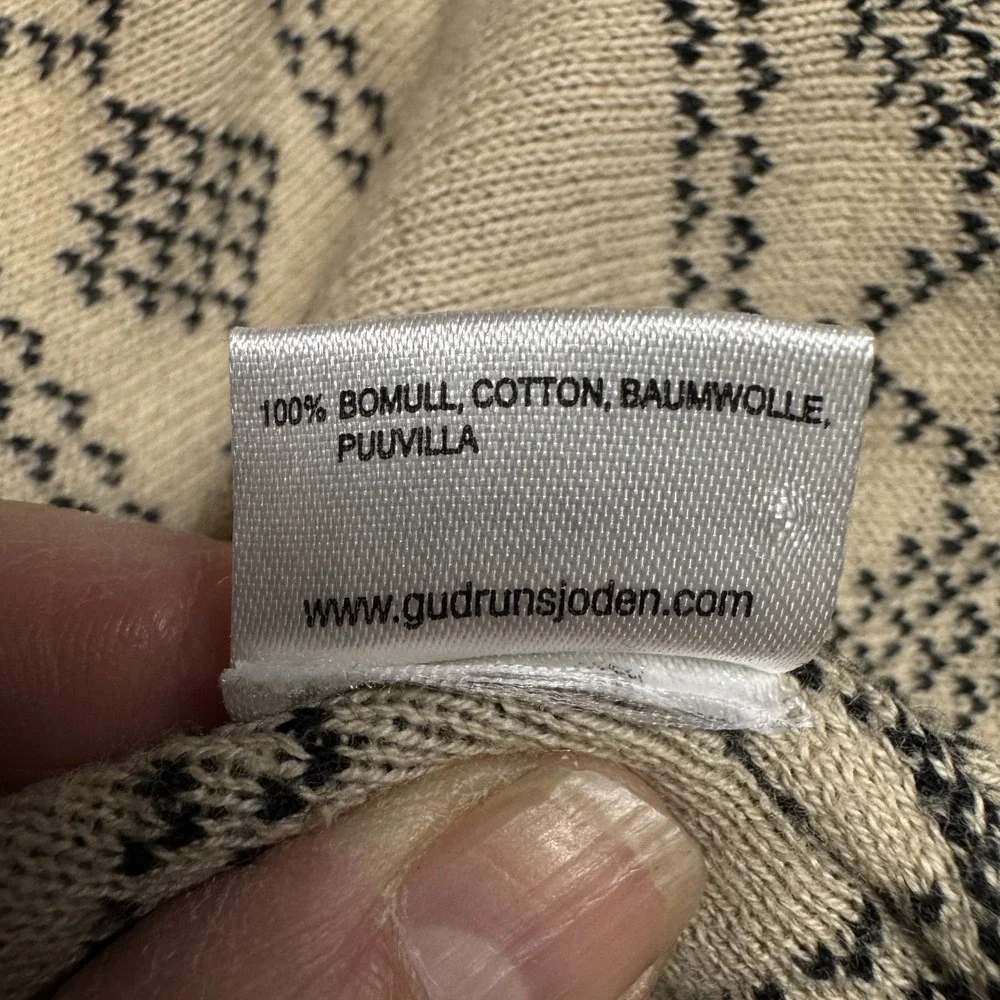 100% BOMULL, COTTON, BAUMWOLLE,
PUUVILLA
www.gudrunsjoden.com